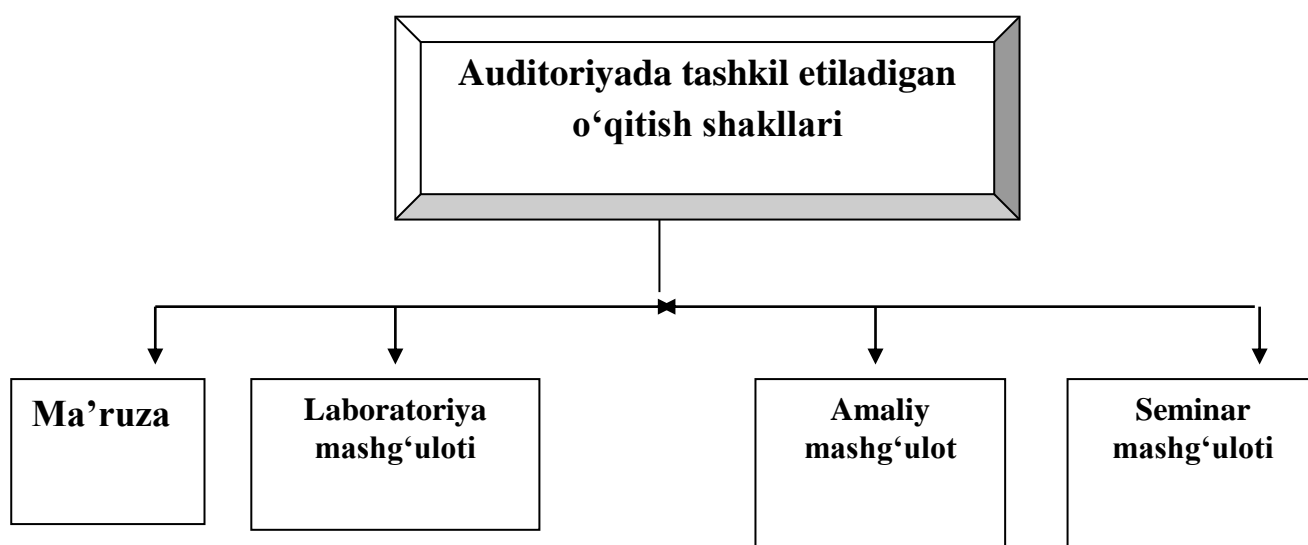 Auditoriyada tashkil etiladigan
o‘qitish shakllari
Ma’ruza
Laboratoriya
mashg‘uloti
Amaliy
mashg‘ulot
Seminar
mashg‘uloti